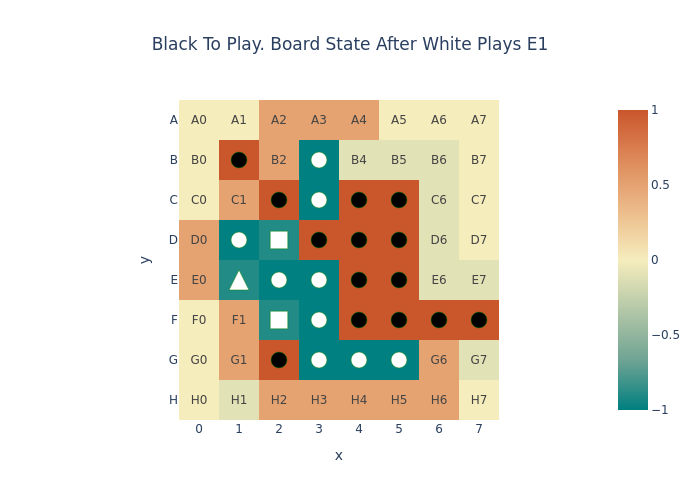 Black To Play. Board State After White Plays E1
A A0 A1 A2 A3 A4 A5 A6 A7
B B0 B2 B4 B5 B6 B7
C C0 C1 C6 C7
D D0 D6 D7
E E0 E6 E7
F F0 F1
G G0 G1 G6 G7
H H0 H1 H2 H3 H4 H5 H6 H7
0 1 2 3 4 5 6 7
x
y
1
0.5
0
−0.5
−1